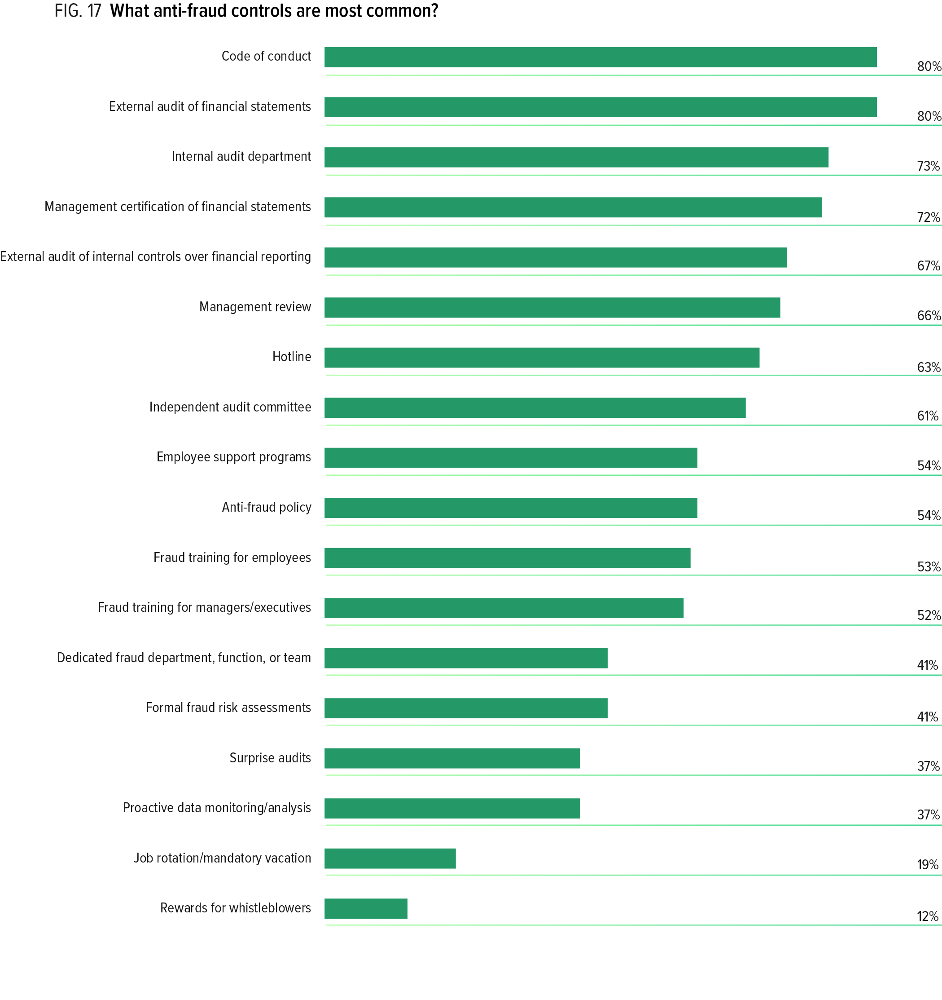 FIG. 17 What anti-fraud controls are most common?
Code of conduct 80%
External audit of financial statements 80%
Internal audit department 73%
Management certification of financial statements 72%
External audit of internal controls over financial reporting 67%
Management review 66%
Hotline 63%
Independent audit committee 61%
Employee support programs 54%
Anti-fraud policy 54%
Fraud training for employees 53%
Fraud training for managers/executives 52%
Dedicated fraud department, function, or team 41%
Formal fraud risk assessments 41%
Surprise audits 37%
Proactive data monitoring/analysis 37%
Job rotation/mandatory vacation 19%
Rewards for whistleblowers 12%